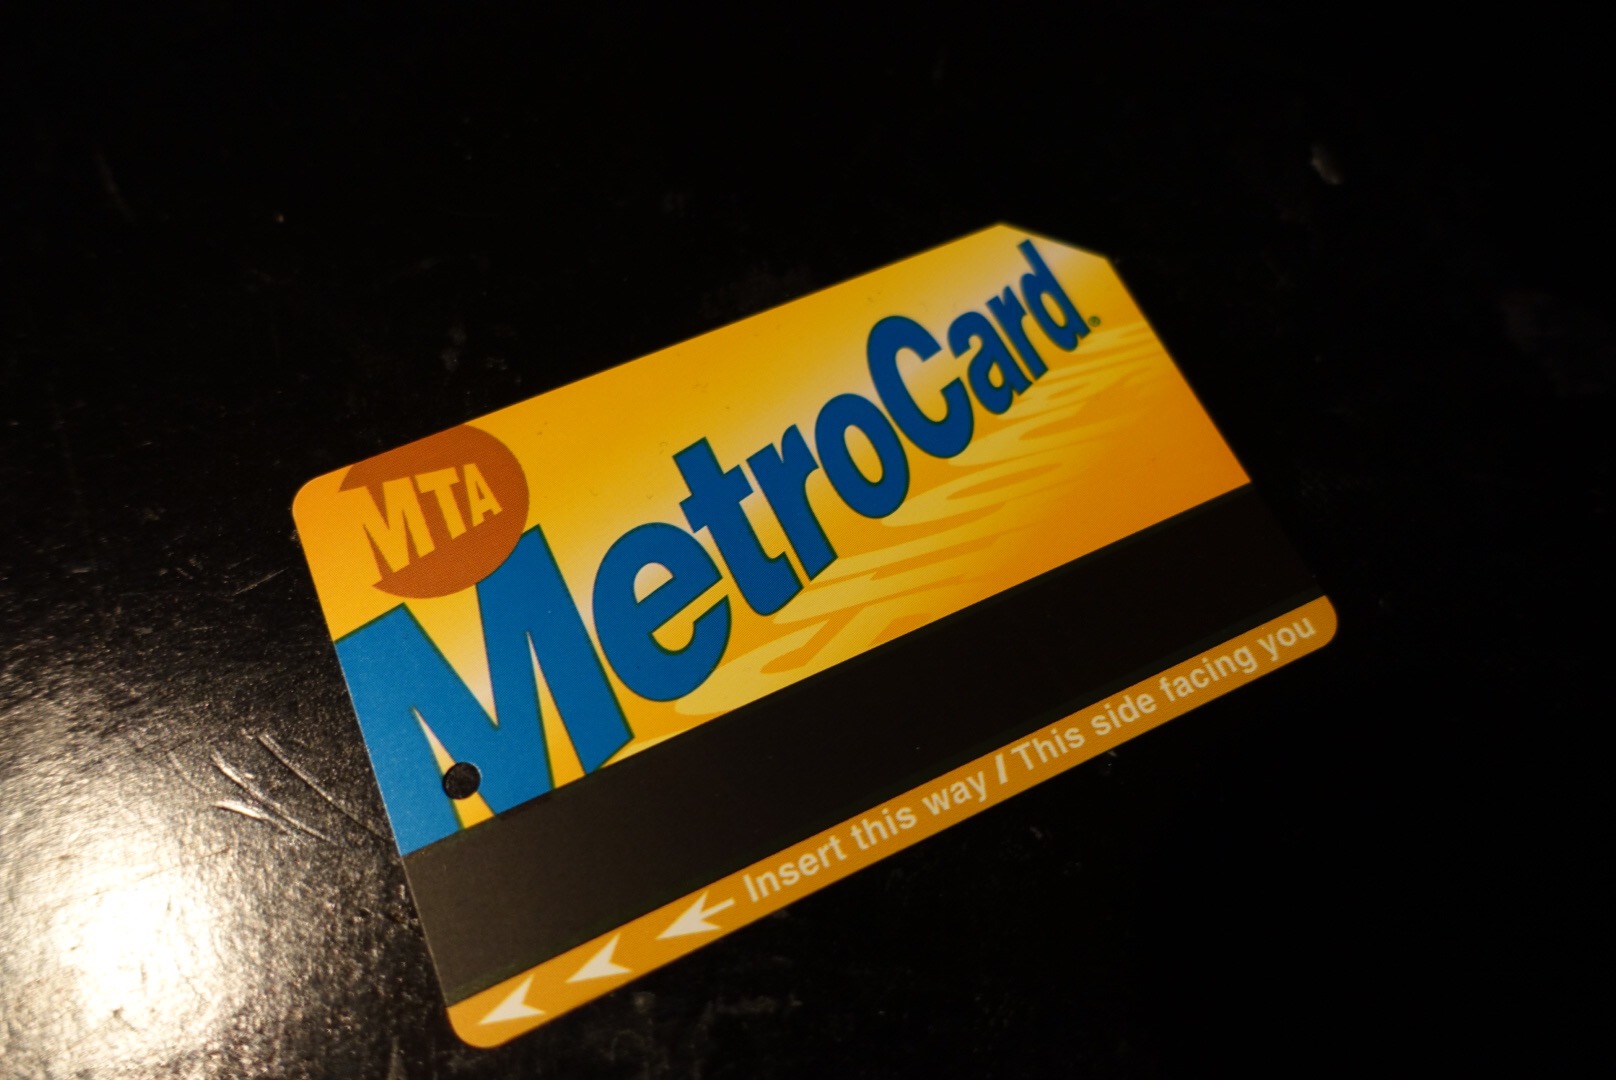 MTA
MetroCard®
Insert this way / This side facing you